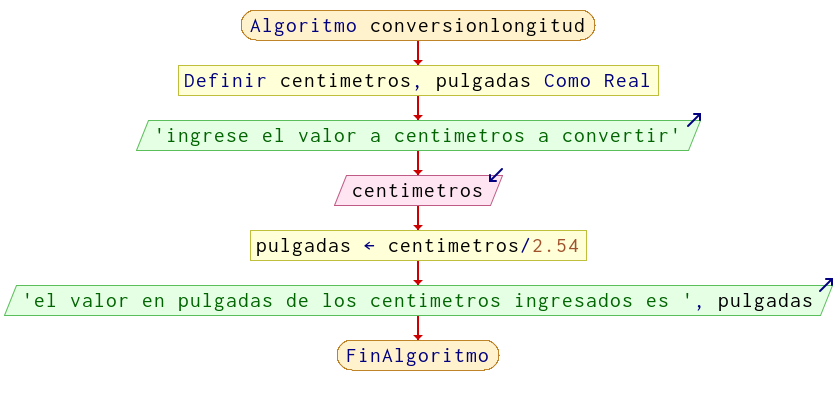 Algoritmo conversionlongitud
Definir centimetros, pulgadas Como Real
'ingrese el valor a centimetros a convertir'
centimetros
pulgadas ← centimetros/2.54
'el valor en pulgadas de los centimetros ingresados es ', pulgadas
FinAlgoritmo